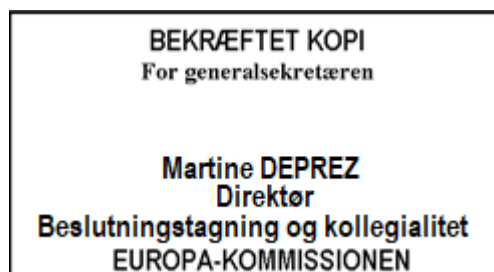 BEKRÆFTET KOPI
For generalsekretæren
Martine DEPREZ
Direktør
Beslutningstagning og kollegialitet
EUROPA-KOMMISSIONEN